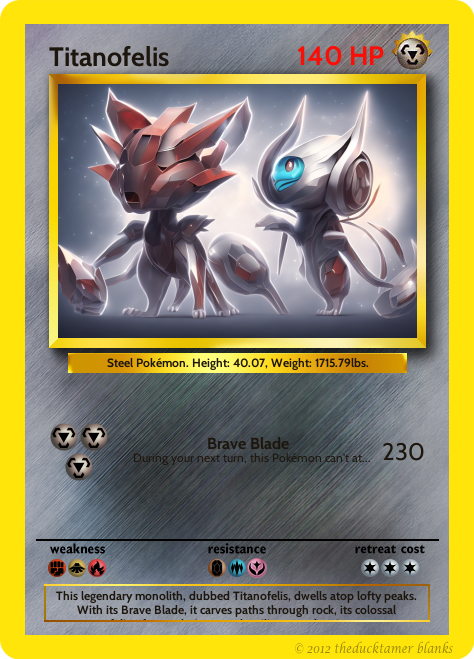 Titanofelis
140 HP
Steel Pokémon. Height: 40.07, Weight: 1715.79lbs.
Brave Blade
During your next turn, this Pokémon can't at...
230
weakness
resistance
retreat cost
This legendary monolith, dubbed Titanofelis, dwells atop lofty peaks.
With its Brave Blade, it carves paths through rock, its colossal
© 2012 theducktamer blanks